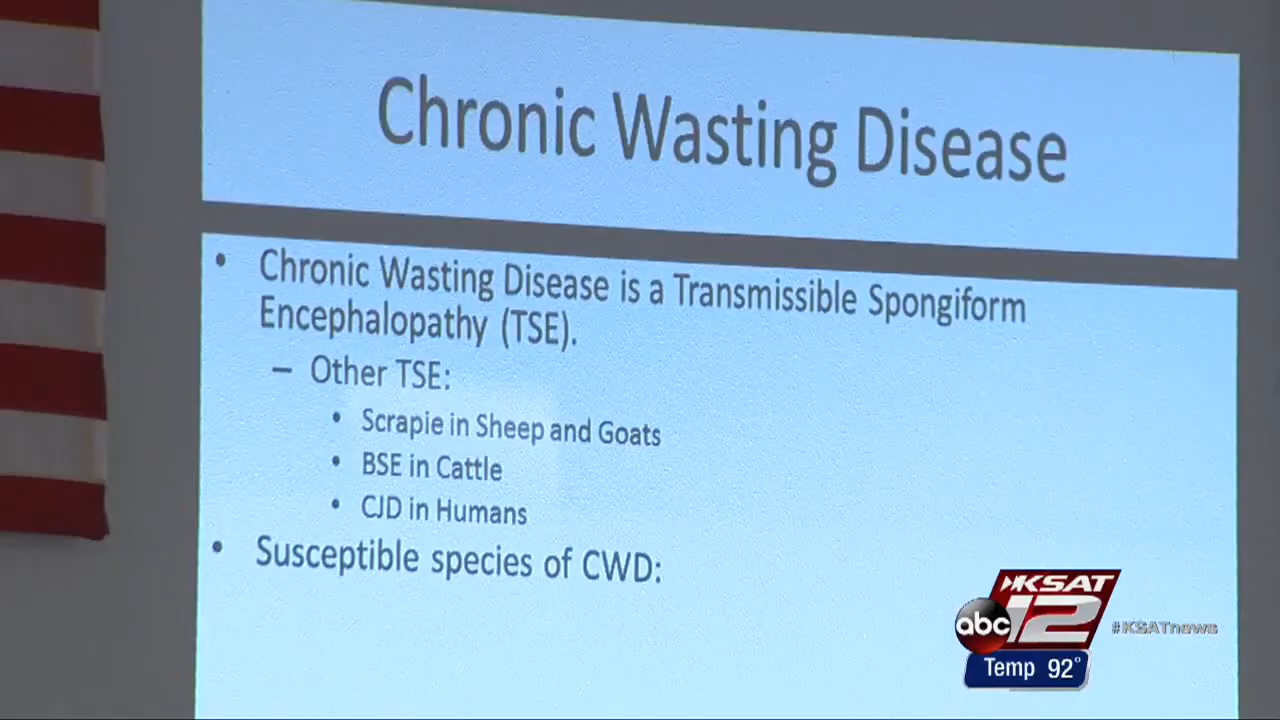 Chronic Wasting Disease
• Chronic Wasting Disease is a Transmissible Spongiform
Encephalopathy (TSE).
– Other TSE:
• Scrapie in Sheep and Goats
• BSE in Cattle
• CJD in Humans
• Susceptible species of CWD:
KSAT
abc 12
#KSATnews
Temp 92°